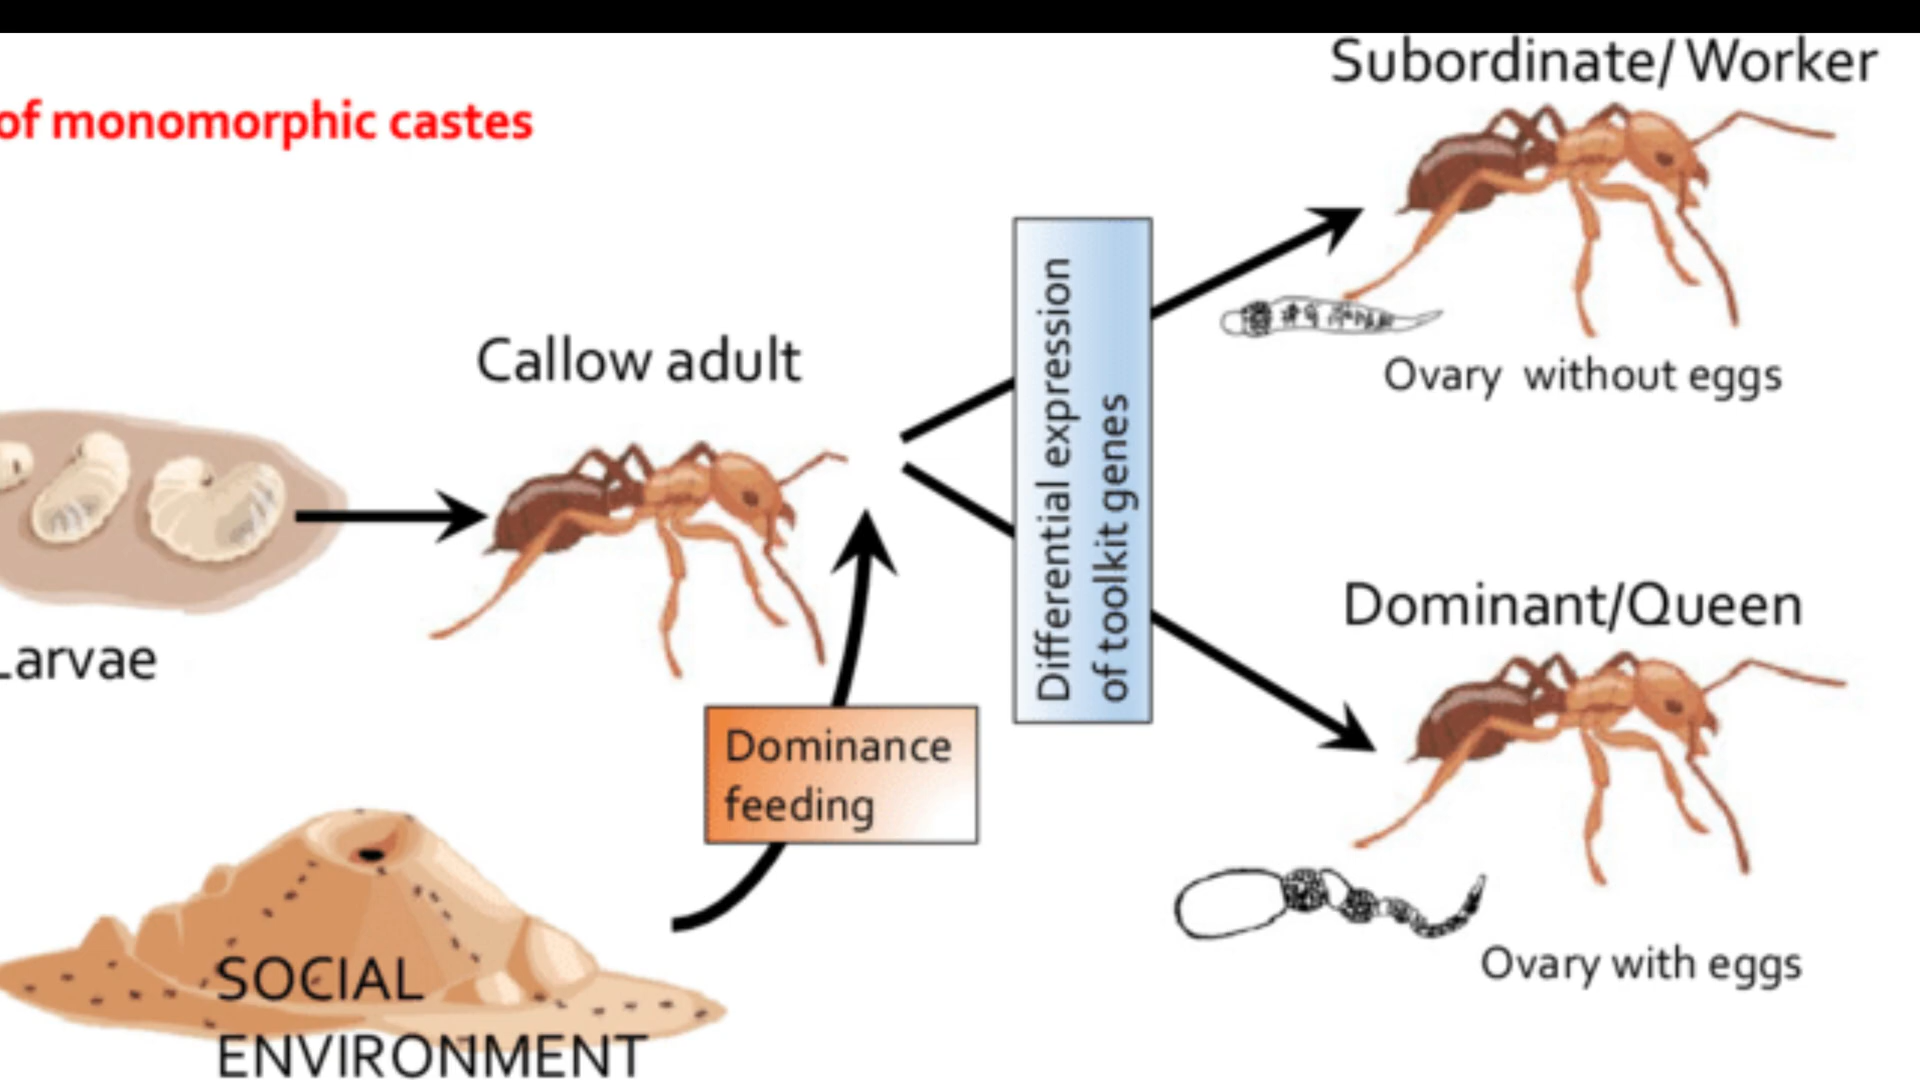 Subordinate/ Worker
of monomorphic castes
Callow adult
Differential expression
of toolkit genes
Ovary without eggs
Larvae
Dominant/Queen
Dominance
feeding
Ovary with eggs
SOCIAL
ENVIRONMENT